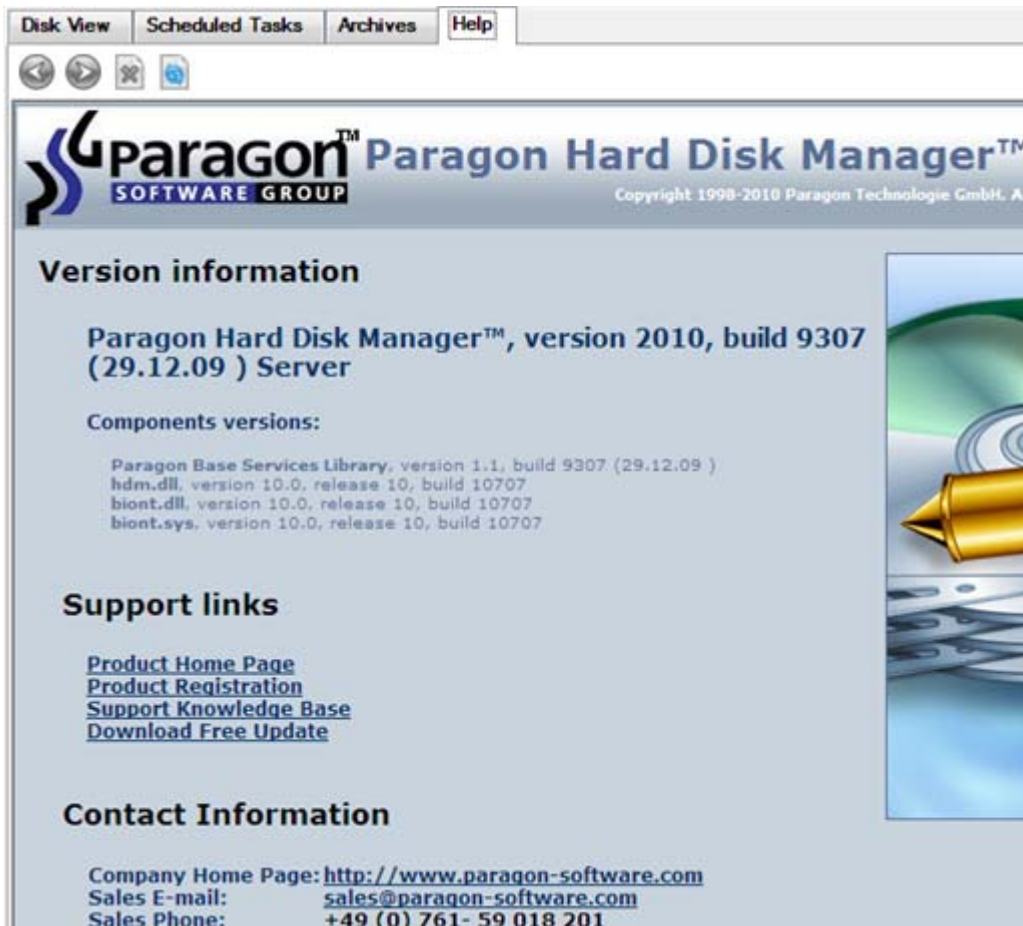 Disk View Scheduled Tasks Archives Help
Paragon™ Paragon Hard Disk Manager™
SOFTWARE GROUP
Copyright 1998-2010 Paragon Technologie GmbH. A
Version information
Paragon Hard Disk Manager™, version 2010, build 9307
(29.12.09 ) Server
Components versions:
Paragon Base Services Library, version 1.1, build 9307 (29.12.09 )
hdm.dll, version 10.0, release 10, build 10707
biont.dll, version 10.0, release 10, build 10707
biont.sys, version 10.0, release 10, build 10707
Support links
Product Home Page
Product Registration
Support Knowledge Base
Download Free Update
Contact Information
Company Home Page: http://www.paragon-software.com
Sales E-mail: sales@paragon-software.com
Sales Phone: +49 (0) 761- 59 018 201